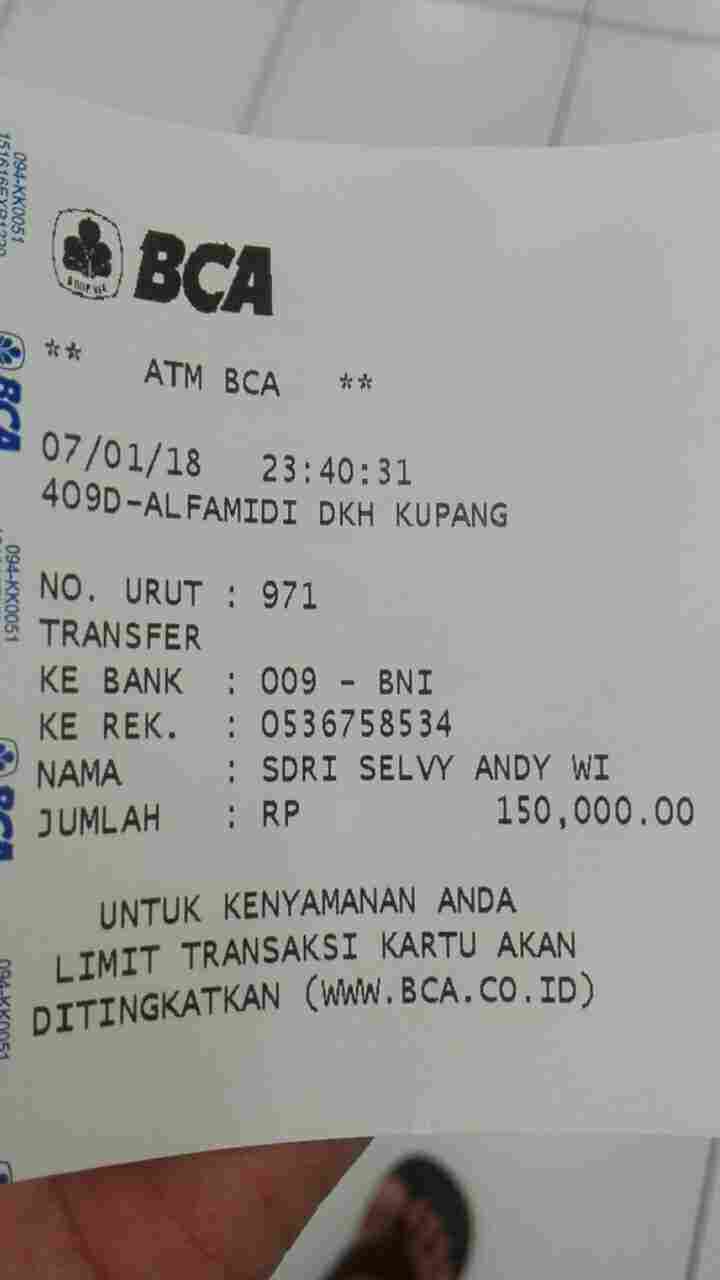 BCA
** ATM BCA **
07/01/18 23:40:31
409D-ALFAMIDI DKH KUPANG
NO. URUT : 971
TRANSFER
KE BANK : 009 - BNI
KE REK. : 0536758534
NAMA : SDRI SELVY ANDY WI
JUMLAH : RP 150,000.00
UNTUK KENYAMANAN ANDA
LIMIT TRANSAKSI KARTU AKAN
DITINGKATKAN (WWW.BCA.CO.ID)
094-KK0051
BCA
094-KK0051
BCA
094-KK0051